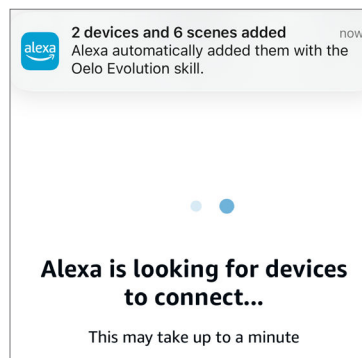 2 devices and 6 scenes added now
alexa
Alexa automatically added them with the
Oelo Evolution skill.
Alexa is looking for devices
to connect...
This may take up to a minute